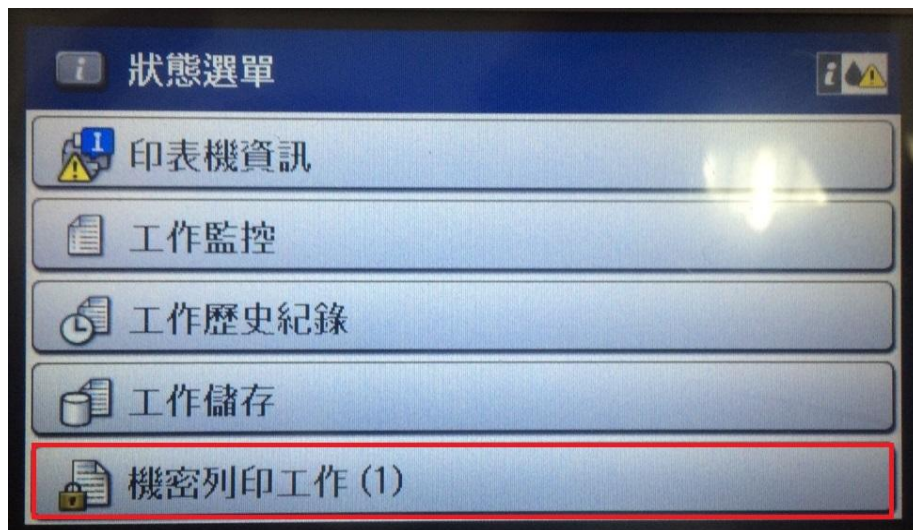 狀態選單
印表機資訊
工作監控
工作歷史紀錄
工作儲存
機密列印工作(1)